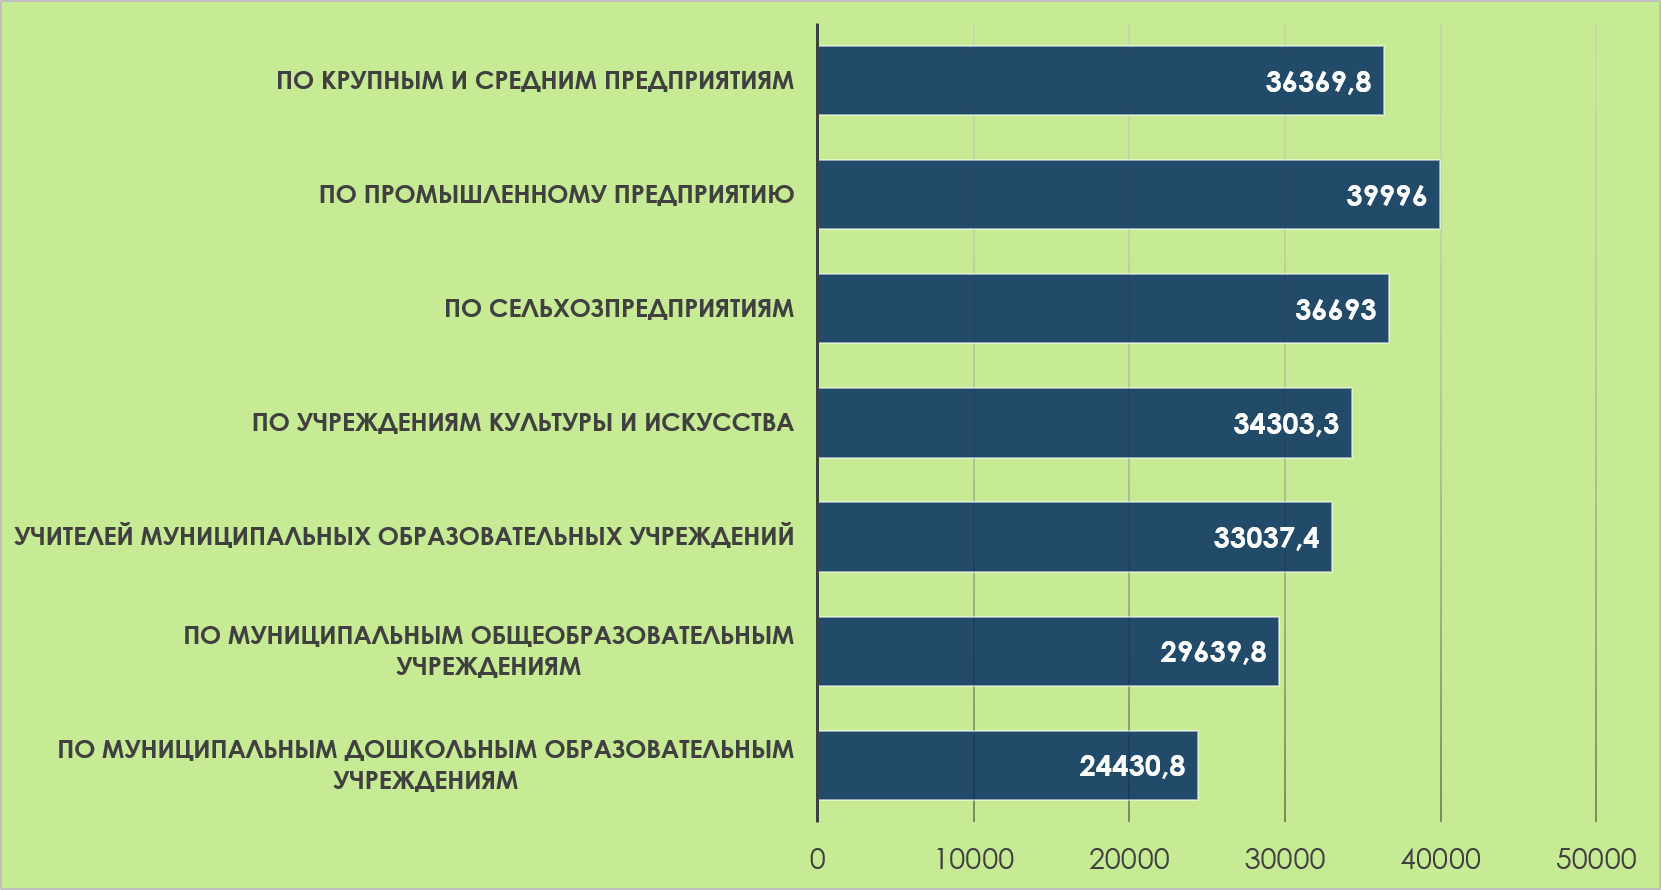 ПО КРУПНЫМ И СРЕДНИМ ПРЕДПРИЯТИЯМ
36369,8
ПО ПРОМЫШЛЕННОМУ ПРЕДПРИЯТИЮ
39996
ПО СЕЛЬХОЗПРЕДПРИЯТИЯМ
36693
ПО УЧРЕЖДЕНИЯМ КУЛЬТУРЫ И ИСКУССТВА
34303,3
УЧИТЕЛЕЙ МУНИЦИПАЛЬНЫХ ОБРАЗОВАТЕЛЬНЫХ УЧРЕЖДЕНИЙ
33037,4
ПО МУНИЦИПАЛЬНЫМ ОБЩЕОБРАЗОВАТЕЛЬНЫМ
УЧРЕЖДЕНИЯМ
29639,8
ПО МУНИЦИПАЛЬНЫМ ДОШКОЛЬНЫМ ОБРАЗОВАТЕЛЬНЫМ
УЧРЕЖДЕНИЯМ
24430,8
0 10000 20000 30000 40000 50000